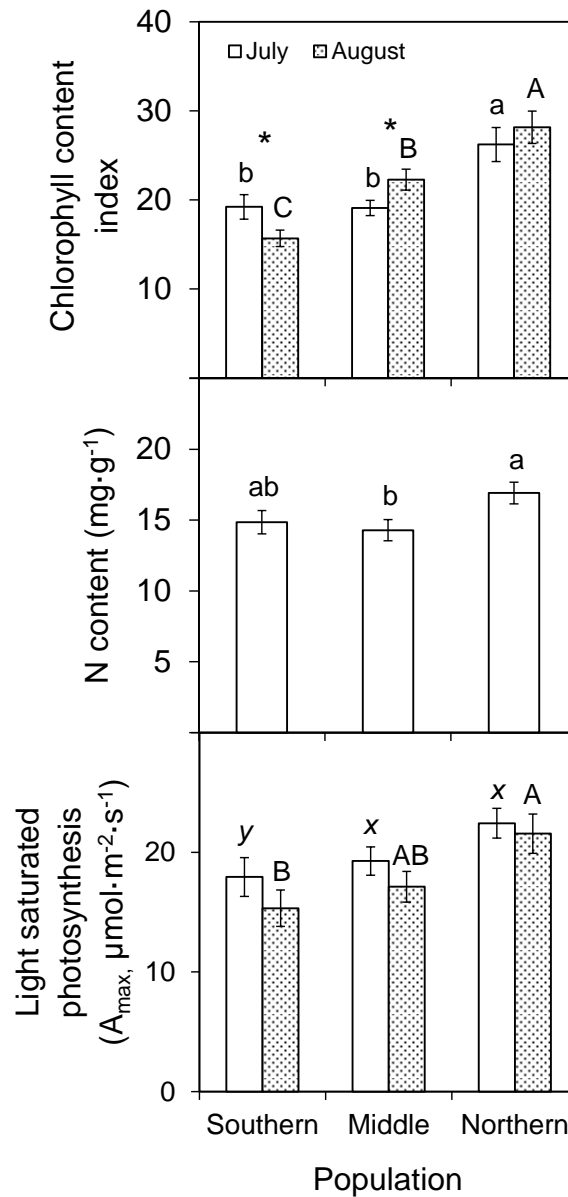 40
July August
a A
30
* *
b C b B
20
10
Chlorophyll content
index
20
ab b a
15
10
5
N content (mg·g⁻¹)
x A
y B x AB
20
10
0
Light saturated
photosynthesis
(Amax, µmol·m⁻²·s⁻¹)
Southern Middle Northern
Population